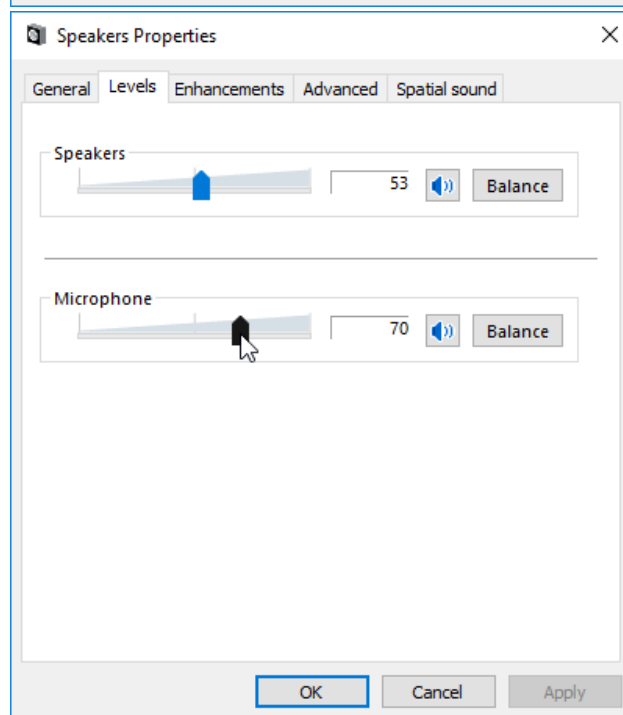 Speakers Properties
General Levels Enhancements Advanced Spatial sound
Speakers
53 Balance
Microphone
70 Balance
OK Cancel Apply